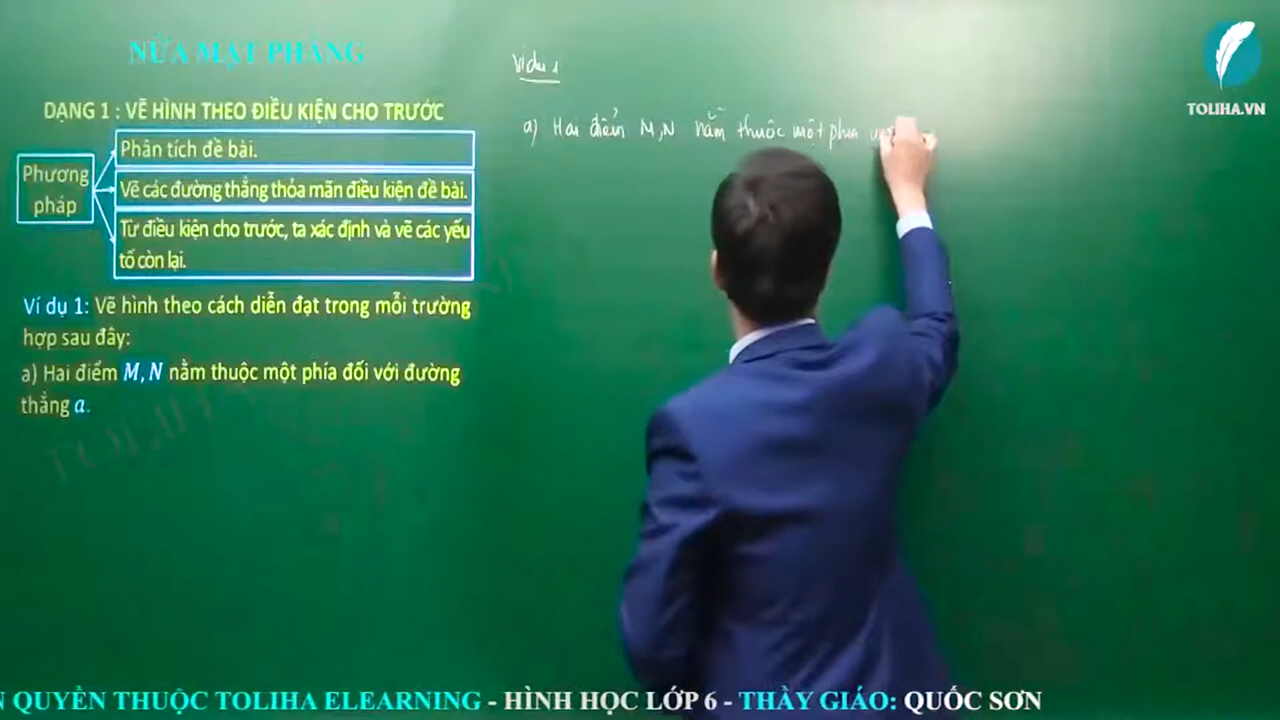 NỬA MẶT PHẲNG
DẠNG 1 : VẼ HÌNH THEO ĐIỀU KIỆN CHO TRƯỚC
Phương pháp
Phân tích đề bài.
Vẽ các đường thẳng thỏa mãn điều kiện đề bài.
Từ điều kiện cho trước, ta xác định và vẽ các yếu
tố còn lại.
Ví dụ 1: Vẽ hình theo cách diễn đạt trong mỗi trường
hợp sau đây:
a) Hai điểm M, N nằm thuộc một phía đối với đường
thẳng a.
Ví dụ 1
a) Hai điểm M, N nằm thuộc một phía
TOLIHA.VN
N QUYỀN THUỘC TOLIHA ELEARNING - HÌNH HỌC LỚP 6 - THẦY GIÁO: QUỐC SƠN